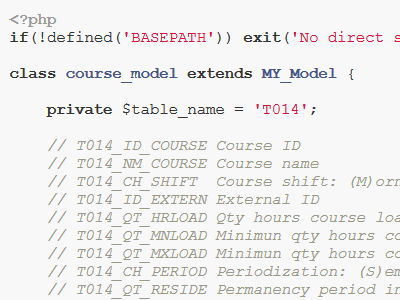 <?php
if(!defined('BASEPATH')) exit('No direct s
class course_model extends MY_Model {
private $table_name = 'T014';
// T014_ID_COURSE Course ID
// T014_NM_COURSE Course name
// T014_CH_SHIFT  Course shift: (M)orn
// T014_ID_EXTERN External ID
// T014_QT_HRLOAD Qty hours course loa
// T014_QT_MNLOAD Minimun qty hours co
// T014_QT_MXLOAD Minimun qty hours co
// T014_CH_PERIOD Periodization: (S)em
// T014_QT_RESIDE Permanency period in